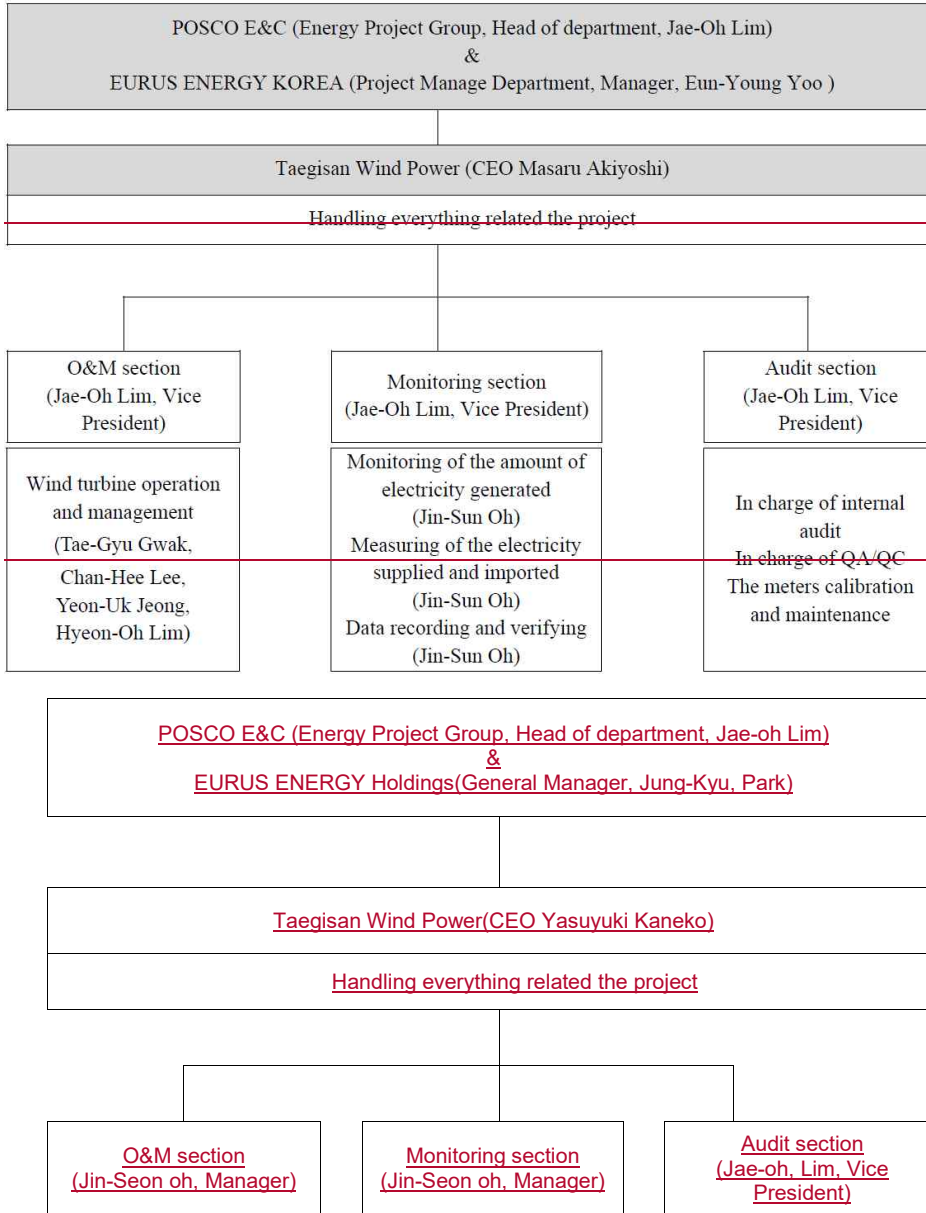 POSCO E&C (Energy Project Group, Head of department, Jae-Oh Lim)
&
EURUS ENERGY KOREA (Project Manage Department, Manager, Eun-Young Yoo )
Taegisan Wind Power (CEO Masaru Akiyoshi)
Handling everything related the project
O&M section
(Jae-Oh Lim, Vice
President)
Monitoring section
(Jae-Oh Lim, Vice President)
Audit section
(Jae-Oh Lim, Vice
President)
Wind turbine operation
and management
(Tae-Gyu Gwak,
Chan-Hee Lee,
Yeon-Uk Jeong,
Hyeon-Oh Lim)
Monitoring of the amount of
electricity generated
(Jin-Sun Oh)
Measuring of the electricity
supplied and imported
(Jin-Sun Oh)
Data recording and verifying
(Jin-Sun Oh)
In charge of internal
audit
In charge of QA/QC
The meters calibration
and maintenance
POSCO E&C (Energy Project Group, Head of department, Jae-oh Lim)
&
EURUS ENERGY Holdings(General Manager, Jung-Kyu, Park)
Taegisan Wind Power(CEO Yasuyuki Kaneko)
Handling everything related the project
O&M section
(Jin-Seon oh, Manager)
Monitoring section
(Jin-Seon oh, Manager)
Audit section
(Jae-oh, Lim, Vice
President)